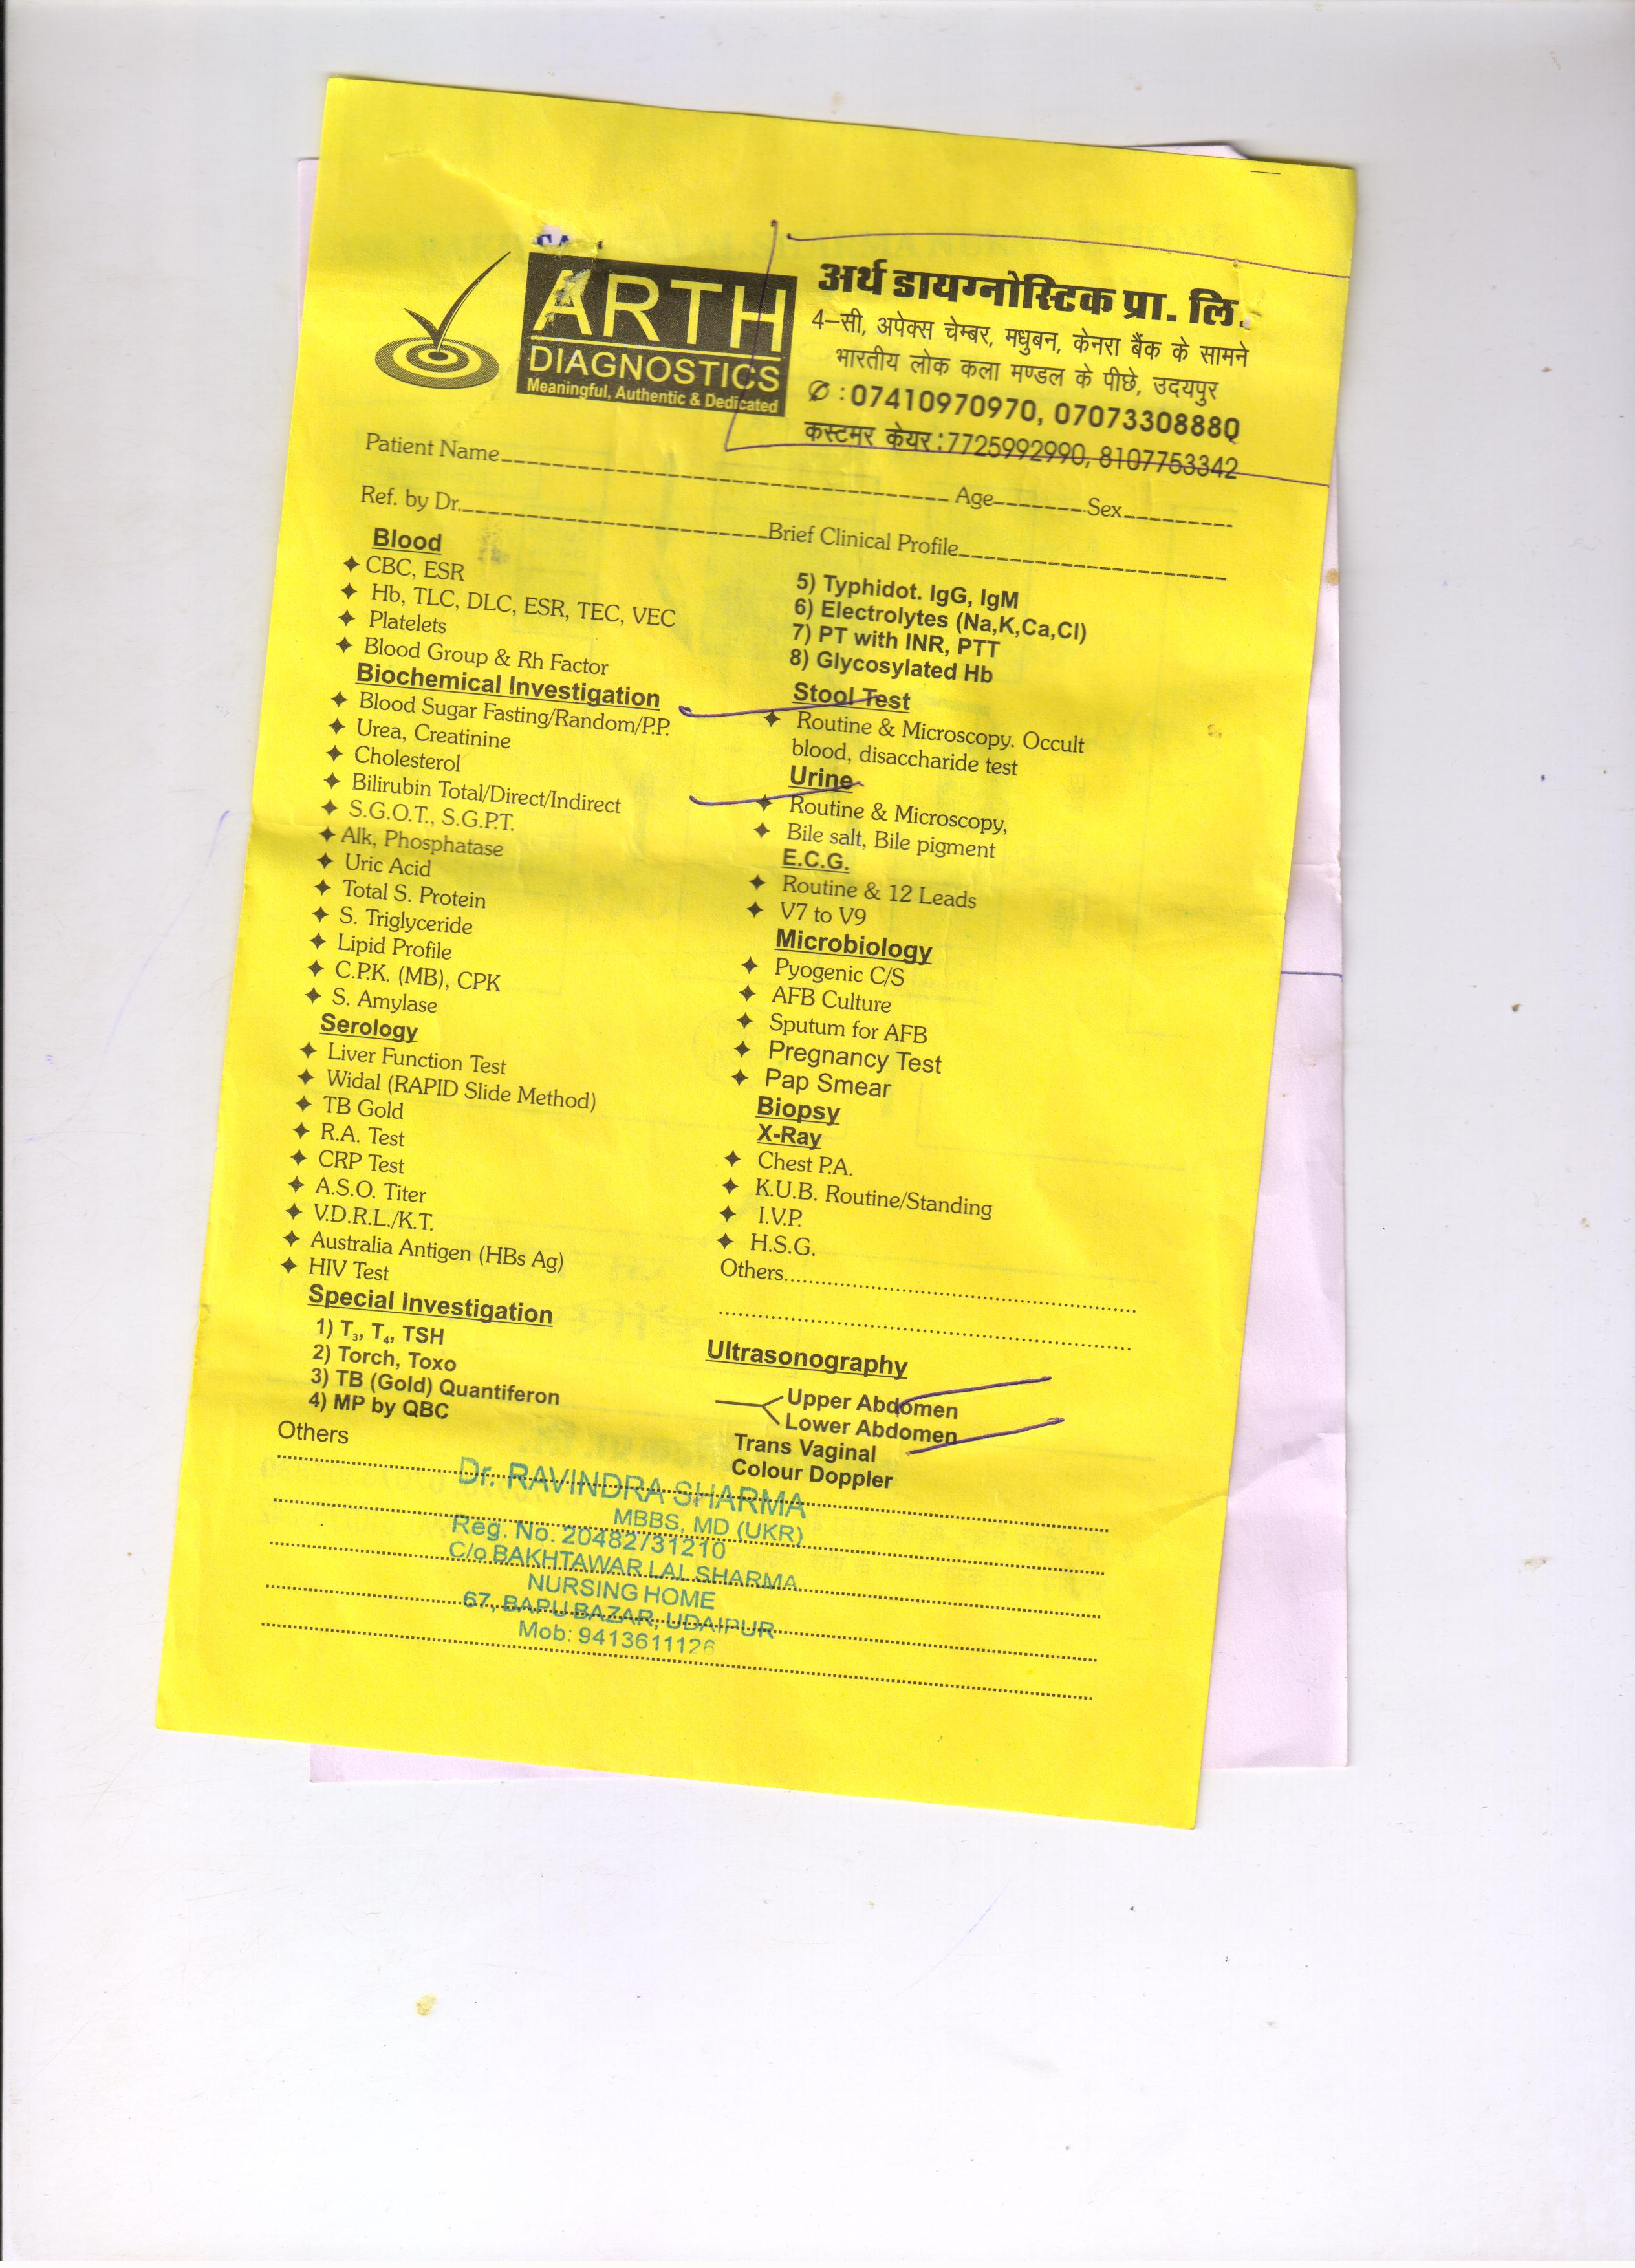 ARTH
DIAGNOSTICS
Meaningful, Authentic & Dedicated
अर्थ डायग्नोस्टिक प्रा. लि.
4–सी, अपेक्स चेम्बर, मधुबन, केनरा बैंक के सामने
भारतीय लोक कला मण्डल के पीछे, उदयपुर
✆ : 07410970970, 07073308880
कस्टमर केयर : 7725992990, 8107753342
Patient Name Age Sex
Ref. by Dr. Brief Clinical Profile
Blood
CBC, ESR
Hb, TLC, DLC, ESR, TEC, VEC
Platelets
Blood Group & Rh Factor
Biochemical Investigation
Blood Sugar Fasting/Random/P.P.
Urea, Creatinine
Cholesterol
Bilirubin Total/Direct/Indirect
S.G.O.T., S.G.P.T.
Alk, Phosphatase
Uric Acid
Total S. Protein
S. Triglyceride
Lipid Profile
C.P.K. (MB), CPK
S. Amylase
Serology
Liver Function Test
Widal (RAPID Slide Method)
TB Gold
R.A. Test
CRP Test
A.S.O. Titer
V.D.R.L./K.T.
Australia Antigen (HBs Ag)
HIV Test
Special Investigation
1) T3, T4, TSH
2) Torch, Toxo
3) TB (Gold) Quantiferon
4) MP by QBC
5) Typhidot. IgG, IgM
6) Electrolytes (Na,K,Ca,Cl)
7) PT with INR, PTT
8) Glycosylated Hb
Stool Test
Routine & Microscopy. Occult
blood, disaccharide test
Urine
Routine & Microscopy,
Bile salt, Bile pigment
E.C.G.
Routine & 12 Leads
V7 to V9
Microbiology
Pyogenic C/S
AFB Culture
Sputum for AFB
Pregnancy Test
Pap Smear
Biopsy
X-Ray
Chest P.A.
K.U.B. Routine/Standing
I.V.P.
H.S.G.
Others
Ultrasonography
Upper Abdomen
Lower Abdomen
Trans Vaginal
Colour Doppler
Others
Dr. RAVINDRA SHARMA
MBBS, MD (UKR)
Reg. No. 20482/31210
C/o BAKHTAWAR LAL SHARMA
NURSING HOME
67, BAPU BAZAR, UDAIPUR
Mob: 9413611126